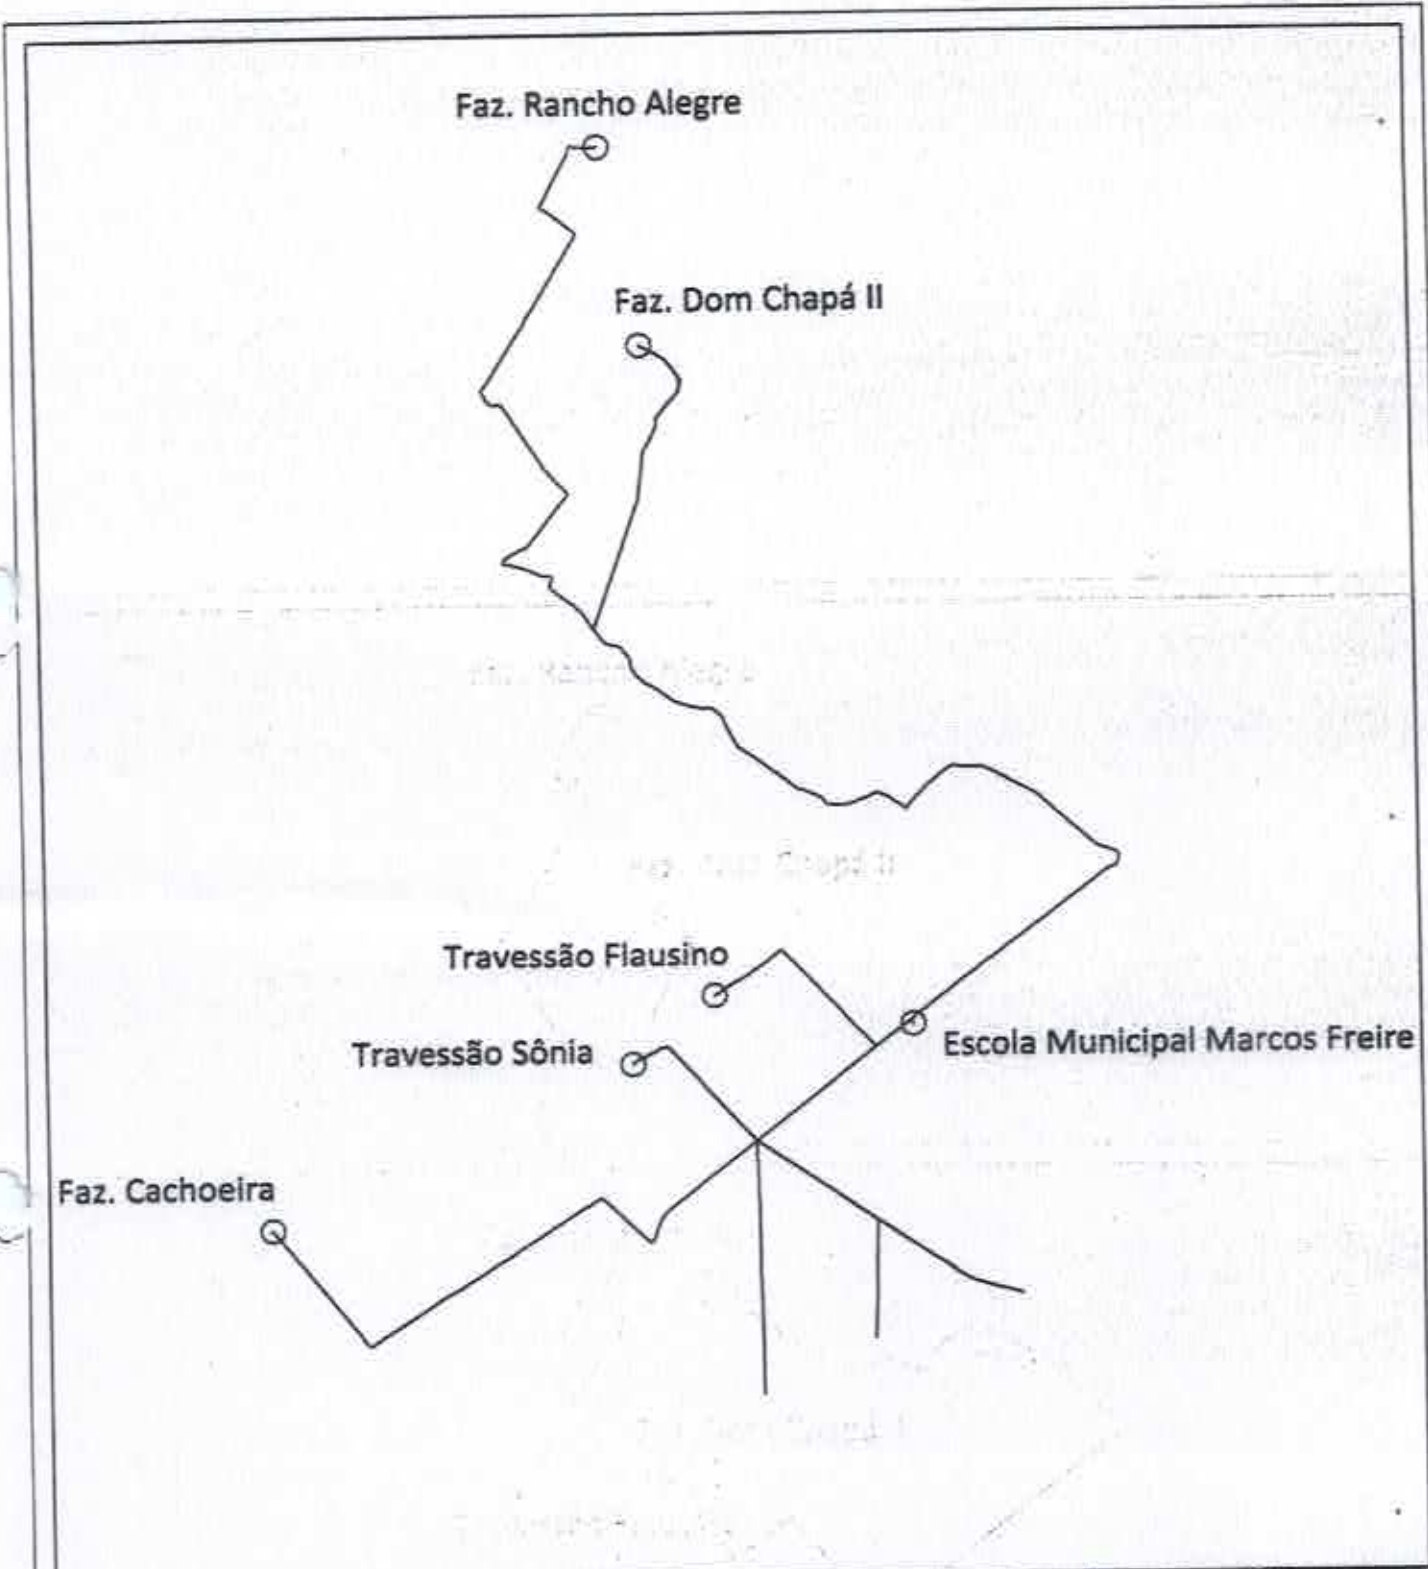 Faz. Rancho Alegre
Faz. Dom Chapá II
Travessão Flausino
Escola Municipal Marcos Freire
Travessão Sônia
Faz. Cachoeira